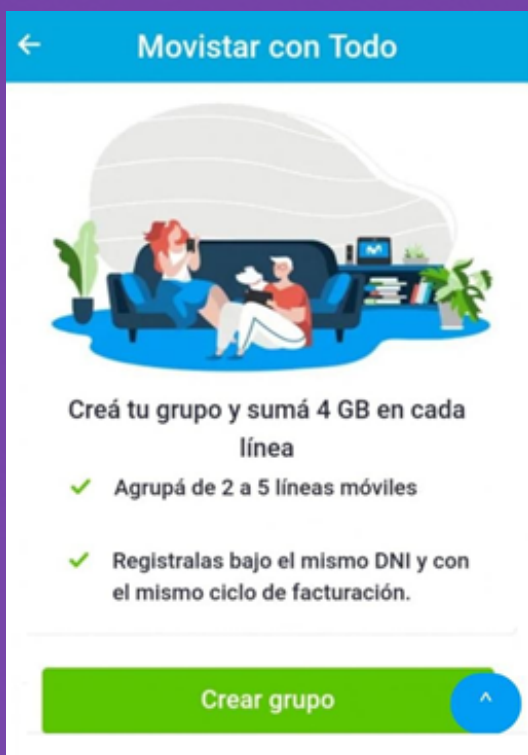 Movistar con Todo
Creá tu grupo y sumá 4 GB en cada
línea
Agrupá de 2 a 5 líneas móviles
Registralas bajo el mismo DNI y con
el mismo ciclo de facturación.
Crear grupo